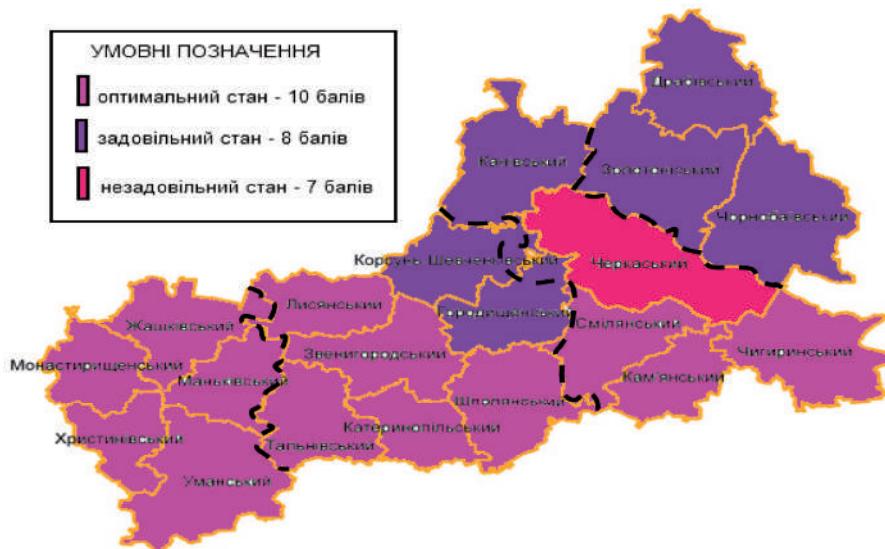 УМОВНІ ПОЗНАЧЕННЯ
оптимальний стан - 10 балів
задовільний стан - 8 балів
незадовільний стан - 7 балів
Драбівський
Канівський
Золотоніський
Чорнобаївський
Корсунь Шевченковський
Черкаський
Лисянський
Городищенський
Смілянський
Жашківський
Звенигородський
Чигиринський
Монастирищенський
Маньківський
Кам'янський
Шполянський
Христинівський
Катеринопільський
Тальнівський
Уманський